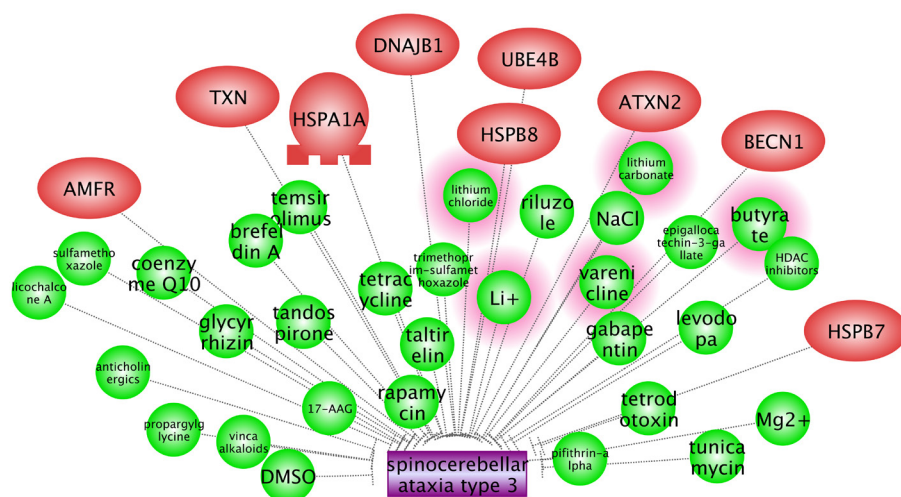 DNAJB1
UBE4B
TXN
HSPA1A
ATXN2
HSPB8
BECN1
AMFR
lithium
carbonate
lithium
chloride
temsir
olimus
riluzo
le
NaCl
butyra
te
brefel
din A
epigalloca
techin-3-ga
llate
sulfametho
xazole
coenzy
me Q10
trimethopr
im-sulfamet
hoxazole
HDAC
inhibitors
licochalco
ne A
tetrac
ycline
vareni
cline
Li+
tandos
pirone
glycyr
rhizin
taltir
elin
gabape
ntin
levodo
pa
HSPB7
anticholin
ergics
rapamy
cin
17-AAG
tetrod
otoxin
Mg2+
propargylg
lycine
vinca
alkaloids
DMSO
spinocerebellar
ataxia type 3
pifithrin-a
lpha
tunica
mycin